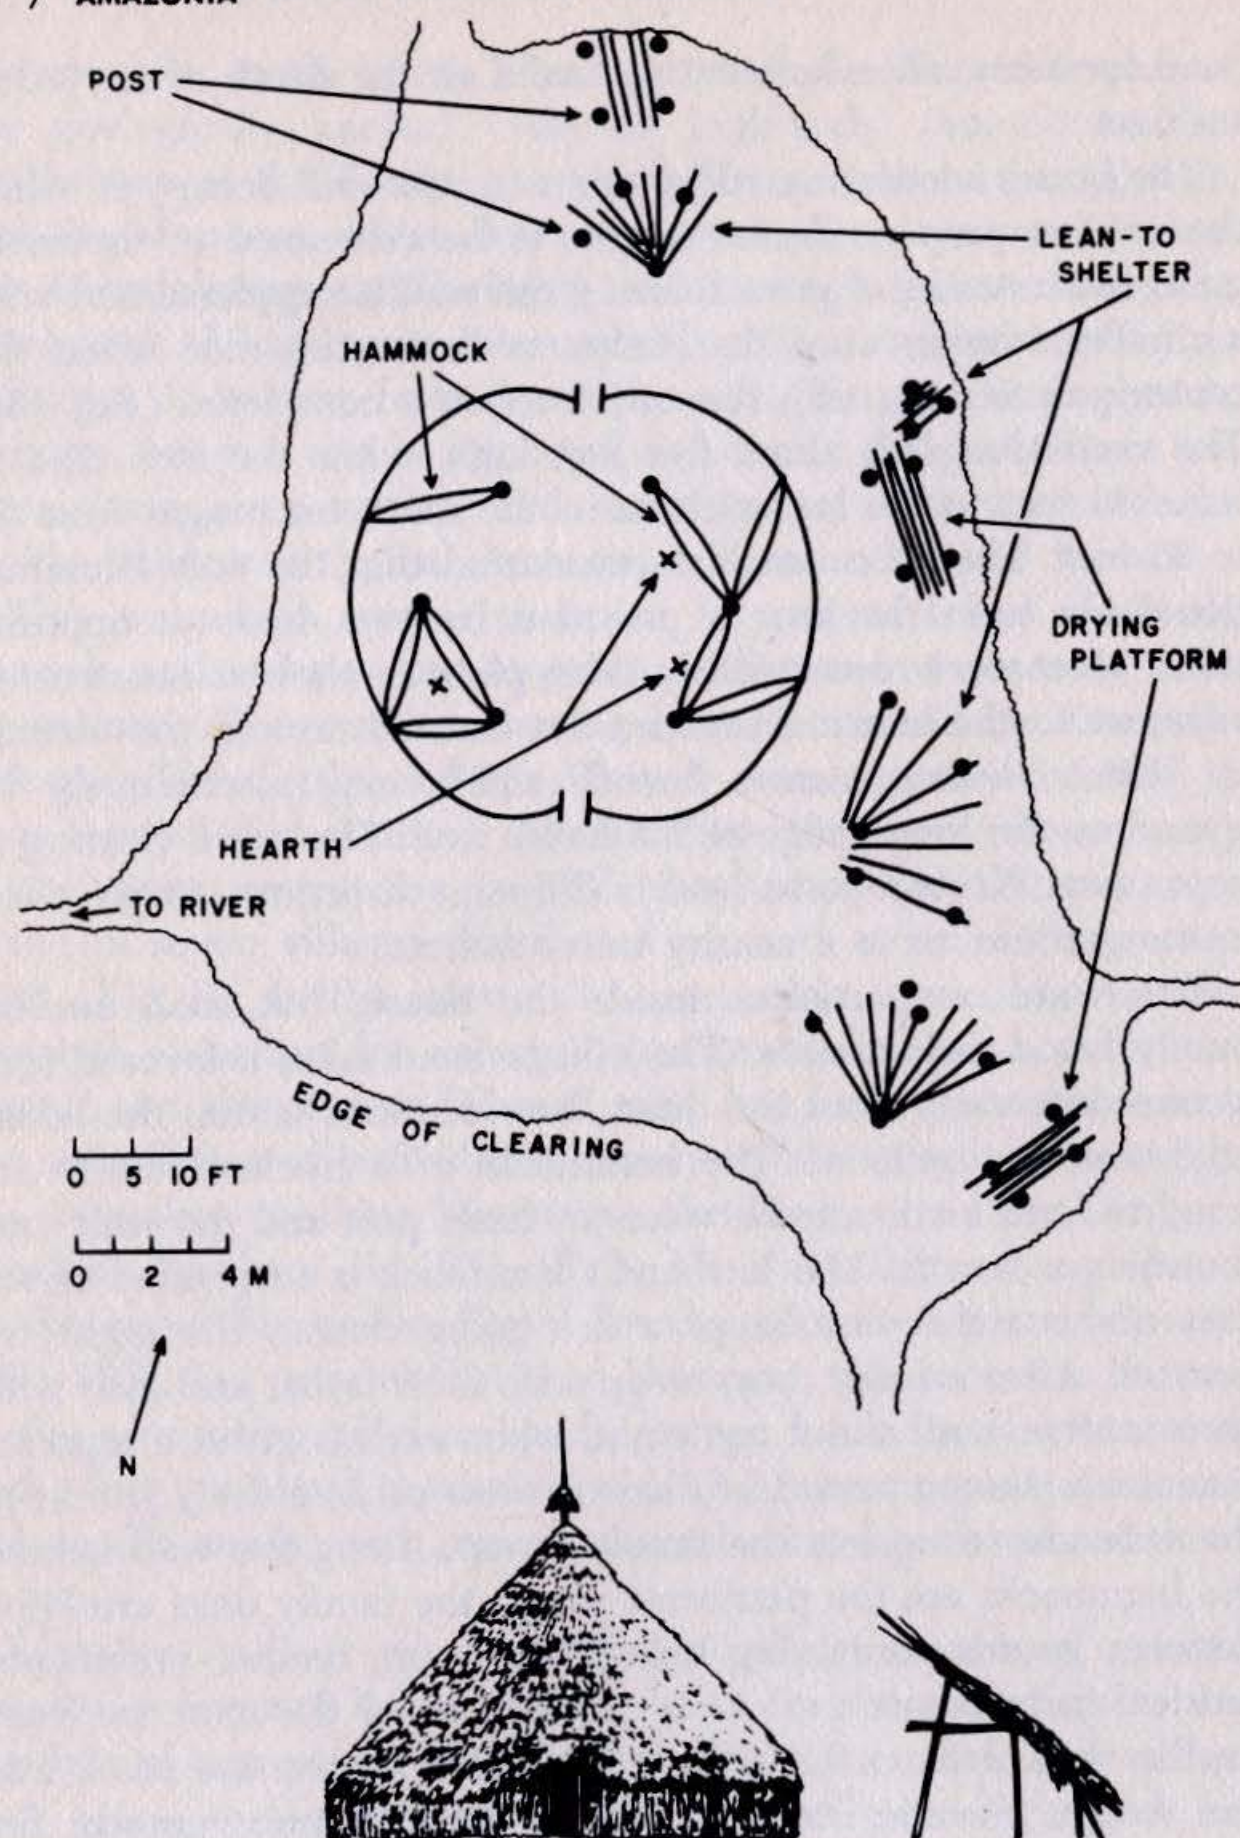 / AMAZONIA
POST
LEAN-TO
SHELTER
HAMMOCK
DRYING
PLATFORM
HEARTH
TO RIVER
EDGE OF CLEARING
0 5 10 FT
0 2 4 M
N